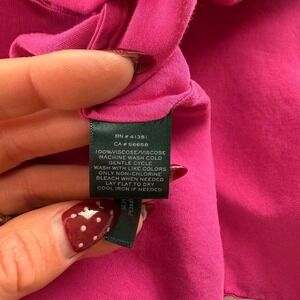 RN # 41381
CA # 56656
100% VISCOSE/VISCOSE
MACHINE WASH COLD
GENTLE CYCLE
WASH WITH LIKE COLORS
ONLY NON-CHLORINE
BLEACH WHEN NEEDED
LAY FLAT TO DRY
COOL IRON IF NEEDED